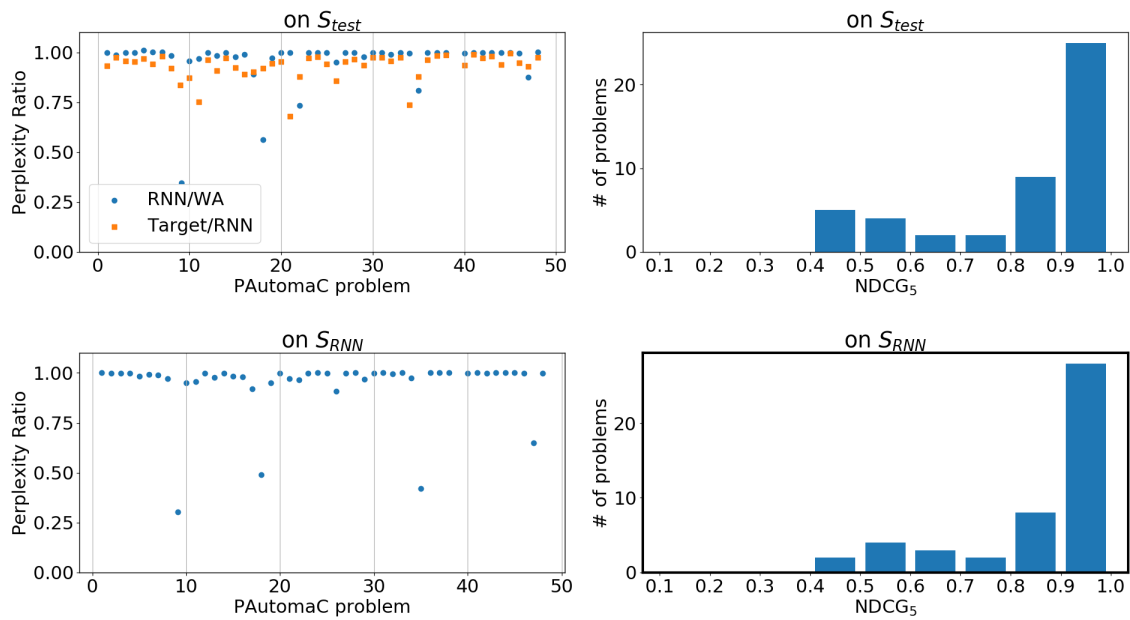 on S_test
Perplexity Ratio
1.00
0.75
0.50
0.25
0.00
RNN/WA
Target/RNN
0 10 20 30 40 50
PAutomaC problem
on S_test
# of problems
20
10
0
0.1 0.2 0.3 0.4 0.5 0.6 0.7 0.8 0.9 1.0
NDCG₅
on S_RNN
Perplexity Ratio
1.00
0.75
0.50
0.25
0.00
0 10 20 30 40 50
PAutomaC problem
on S_RNN
# of problems
20
10
0
0.1 0.2 0.3 0.4 0.5 0.6 0.7 0.8 0.9 1.0
NDCG₅